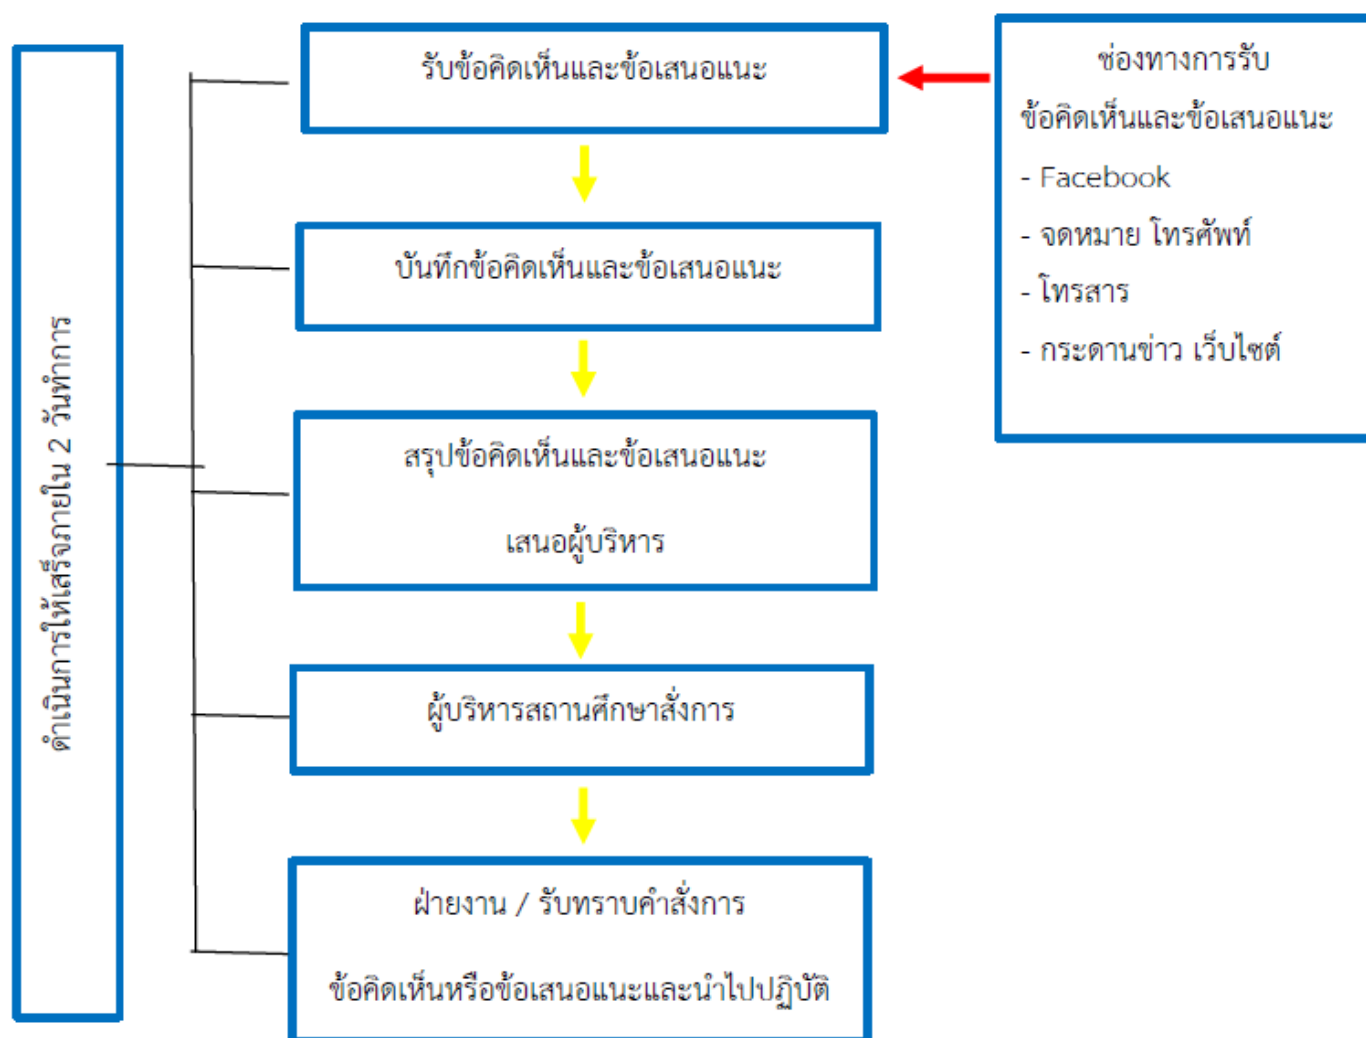 ดำเนินการให้เสร็จภายใน 2 วันทำการ
รับข้อคิดเห็นและข้อเสนอแนะ
บันทึกข้อคิดเห็นและข้อเสนอแนะ
สรุปข้อคิดเห็นและข้อเสนอแนะ
เสนอผู้บริหาร
ผู้บริหารสถานศึกษาสั่งการ
ฝ่ายงาน / รับทราบคำสั่งการ
ข้อคิดเห็นหรือข้อเสนอแนะและนำไปปฏิบัติ
ช่องทางการรับ
ข้อคิดเห็นและข้อเสนอแนะ
- Facebook
- จดหมาย โทรศัพท์
- โทรสาร
- กระดานข่าว เว็บไซต์